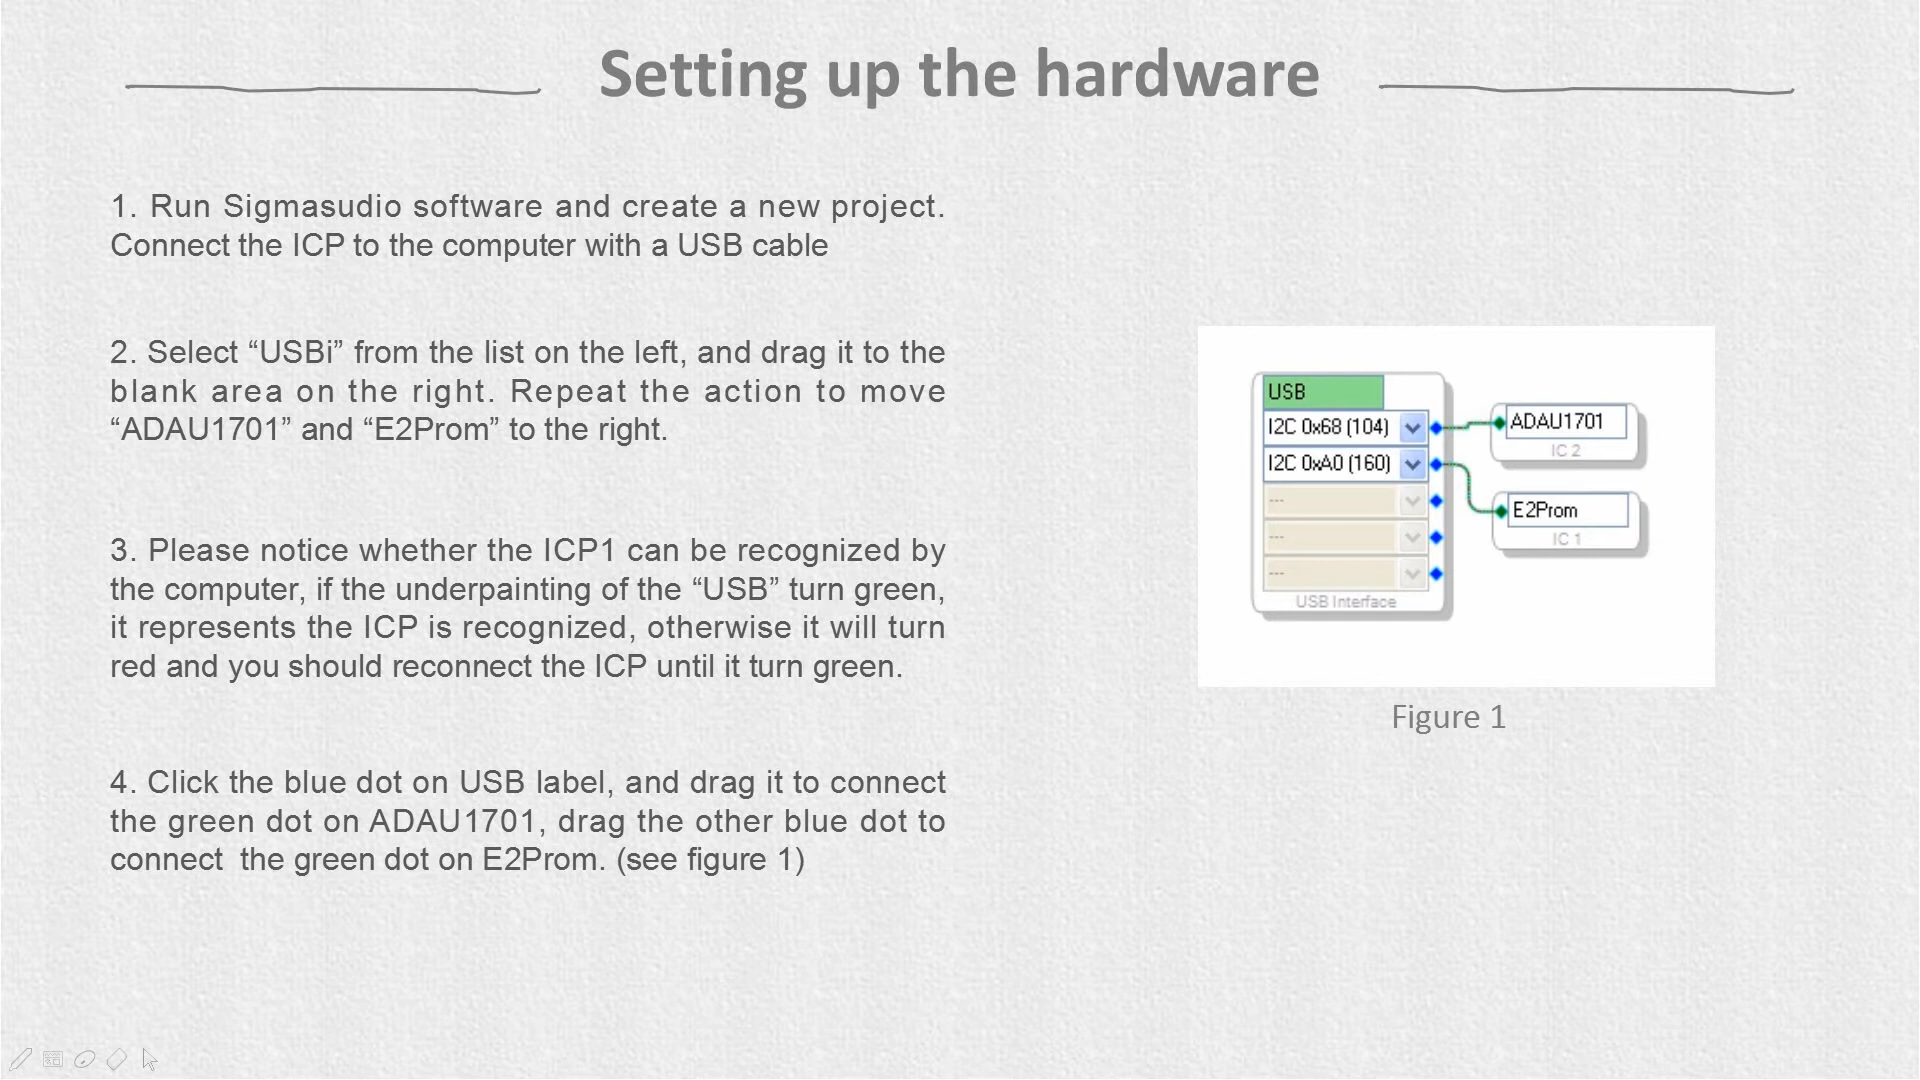 Setting up the hardware
1. Run Sigmasudio software and create a new project.
Connect the ICP to the computer with a USB cable
2. Select “USBi” from the list on the left, and drag it to the
blank area on the right. Repeat the action to move
“ADAU1701” and “E2Prom” to the right.
3. Please notice whether the ICP1 can be recognized by
the computer, if the underpainting of the “USB” turn green,
it represents the ICP is recognized, otherwise it will turn
red and you should reconnect the ICP until it turn green.
4. Click the blue dot on USB label, and drag it to connect
the green dot on ADAU1701, drag the other blue dot to
connect  the green dot on E2Prom. (see figure 1)
USB
I2C 0x68 (104)
I2C 0xA0 (160)
---
---
---
USB Interface
ADAU1701
IC 2
E2Prom
IC 1
Figure 1